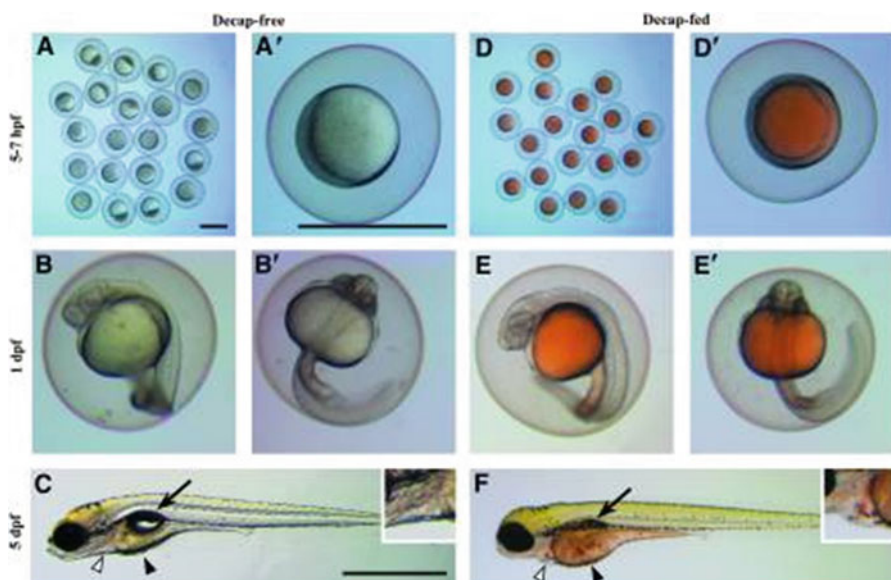 Decap-free Decap-fed
A A′ D D′
5-7 hpf
B B′ E E′
1 dpf
C F
5 dpf